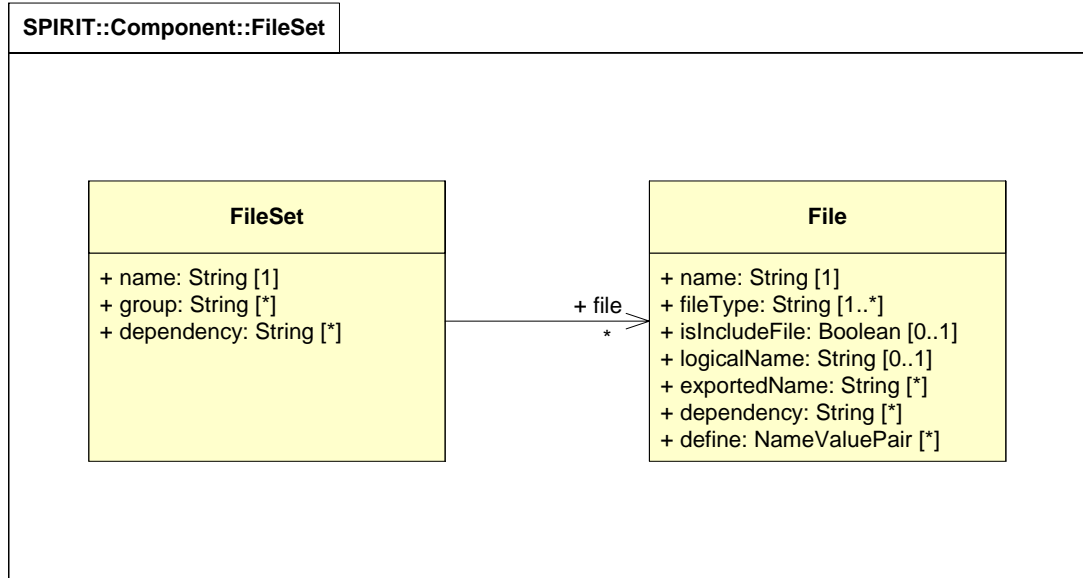 SPIRIT::Component::FileSet
FileSet
+ name: String [1]
+ group: String [*]
+ dependency: String [*]
+ file
*
File
+ name: String [1]
+ fileType: String [1..*]
+ isIncludeFile: Boolean [0..1]
+ logicalName: String [0..1]
+ exportedName: String [*]
+ dependency: String [*]
+ define: NameValuePair [*]